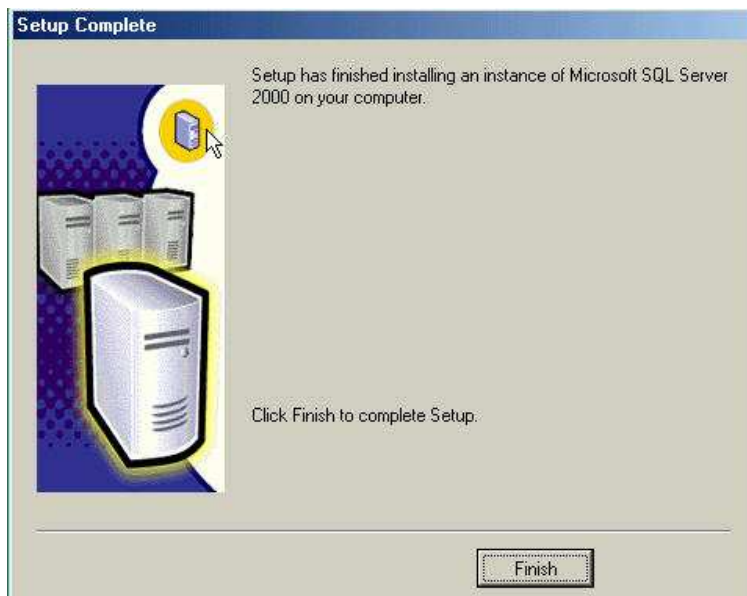 Setup Complete
Setup has finished installing an instance of Microsoft SQL Server
2000 on your computer.
Click Finish to complete Setup.
Finish